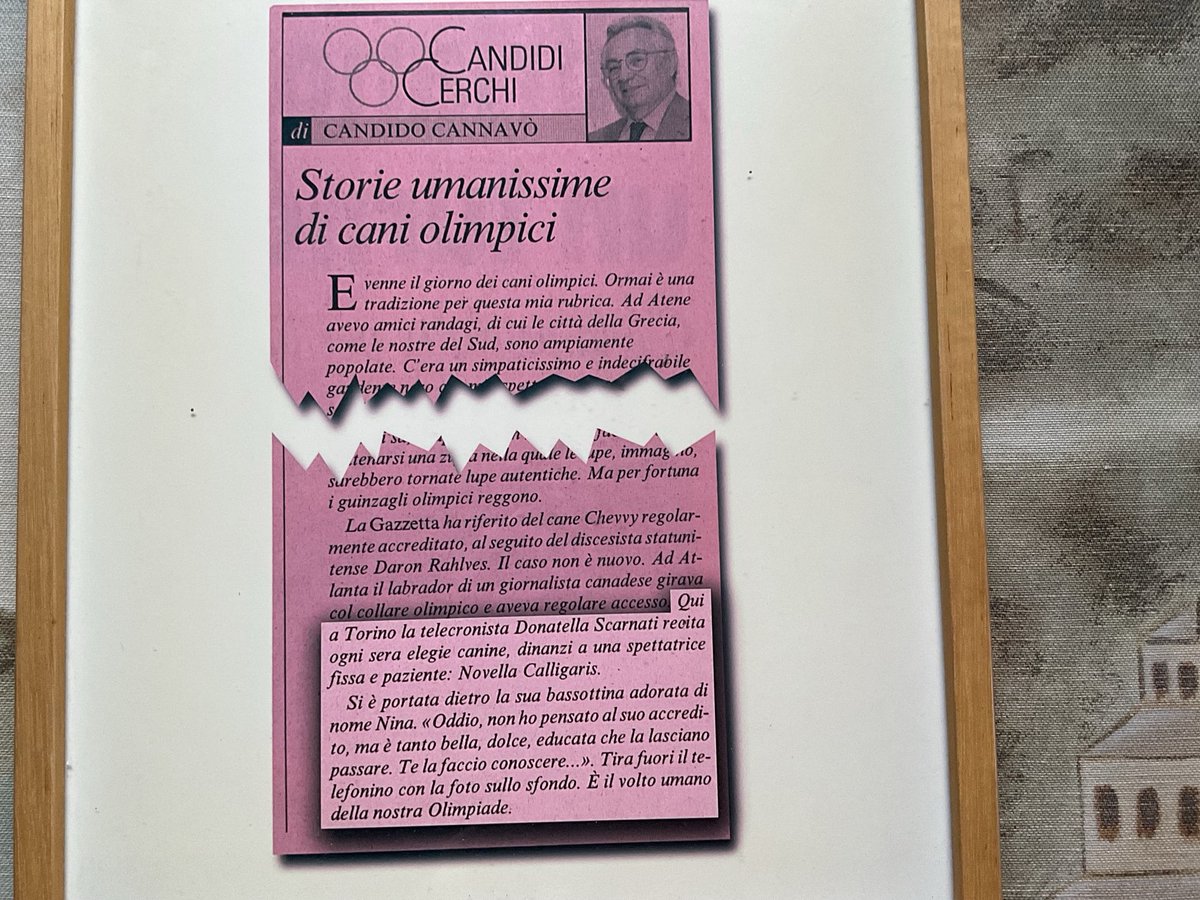 CANDIDI
CERCHI
di CANDIDO CANNAVÒ
Storie umanissime
di cani olimpici
E venne il giorno dei cani olimpici. Ormai è una
tradizione per questa mia rubrica. Ad Atene
avevo amici randagi, di cui le città della Grecia,
come le nostre del Sud, sono ampiamente
popolate. C'era un simpaticissimo e indecifrabile
nella quale le
sarebbero tornate lupe autentiche. Ma per fortuna
i guinzagli olimpici reggono.
La Gazzetta ha riferito del cane Chevvy regolar-
mente accreditato, al seguito del discesista statuni-
tense Daron Rahlves. Il caso non è nuovo. Ad At-
lanta il labrador di un giornalista canadese girava
col collare olimpico e aveva regolare accesso. Qui
a Torino la telecronista Donatella Scarnati recita
ogni sera elegie canine, dinanzi a una spettatrice
fissa e paziente: Novella Calligaris.
Si è portata dietro la sua bassottina adorata di
nome Nina. «Oddio, non ho pensato al suo accredi-
to, ma è tanto bella, dolce, educata che la lasciano
passare. Te la faccio conoscere...». Tira fuori il te-
lefonino con la foto sullo sfondo. È il volto umano
della nostra Olimpiade.